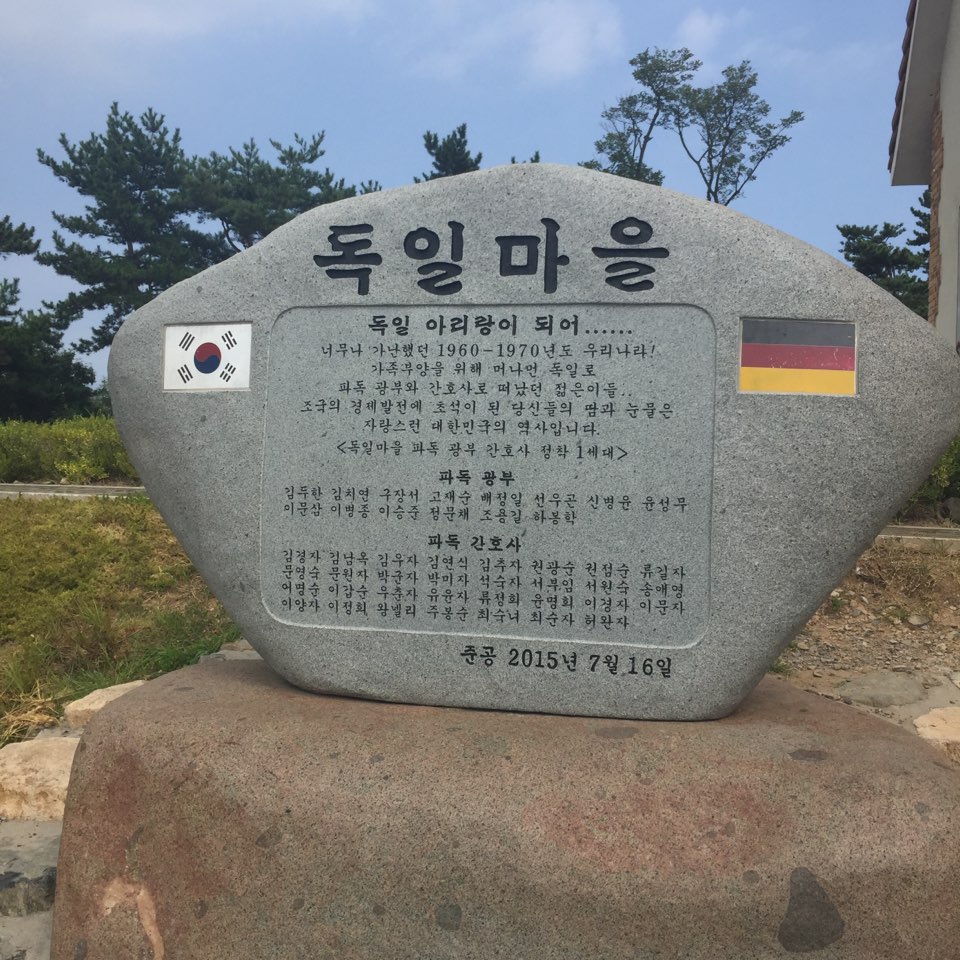 독일마을
독일 아리랑이 되어......
너무나 가난했던 1960-1970년도 우리나라!
가족부양을 위해 머나먼 독일로
파독 광부와 간호사로 떠났던 젊은이들..
조국의 경제발전에 초석이 된 당신들의 땀과 눈물은
자랑스런 대한민국의 역사입니다.
<독일마을 파독 광부 간호사 정착 1세대>
파독 광부
김두한 김치연 구장서 고재순 배정일 선우곤 신병윤 윤성무
이문삼 이병종 이승준 정문채 조용길 하봉학
파독 간호사
김경자 김남옥 김우자 김연식 김추자 권광순 권점순 류길자
문영숙 문원자 박군자 박미자 석숙자 서부임 서원숙 송애영
어명순 이갑순 우춘자 유윤자 류정희 윤명희 이경자 이문자
이양자 이정희 왕넬리 주봉순 최숙녀 최순자 허완자
준공 2015년 7월 16일